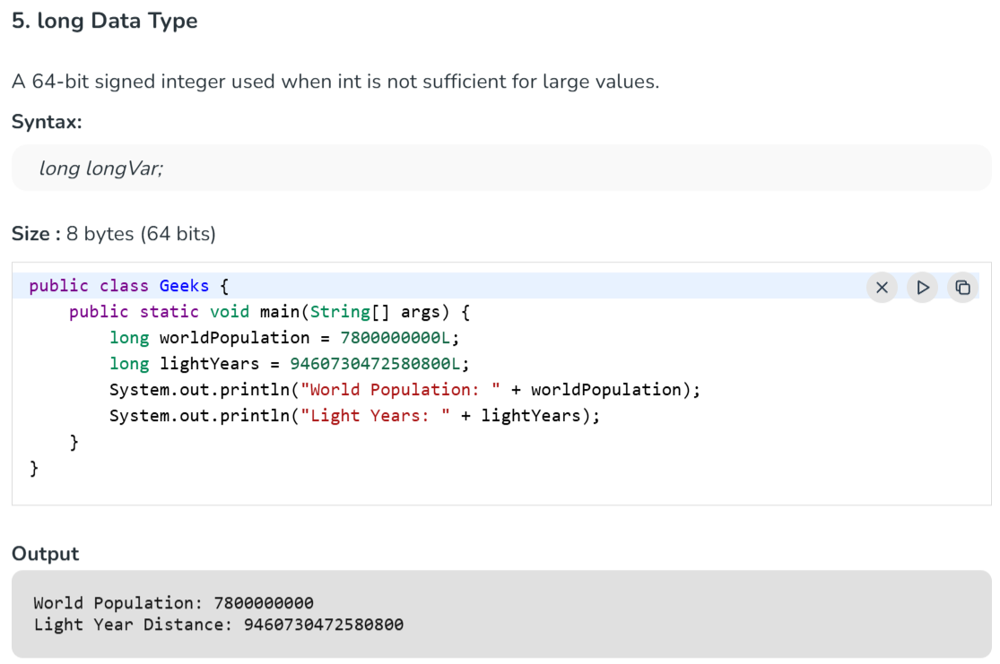 5. long Data Type
A 64-bit signed integer used when int is not sufficient for large values.
Syntax:
long longVar;
Size : 8 bytes (64 bits)
public class Geeks {
    public static void main(String[] args) {
        long worldPopulation = 7800000000L;
        long lightYears = 9460730472580800L;
        System.out.println("World Population: " + worldPopulation);
        System.out.println("Light Years: " + lightYears);
    }
}
Output
World Population: 7800000000
Light Year Distance: 9460730472580800